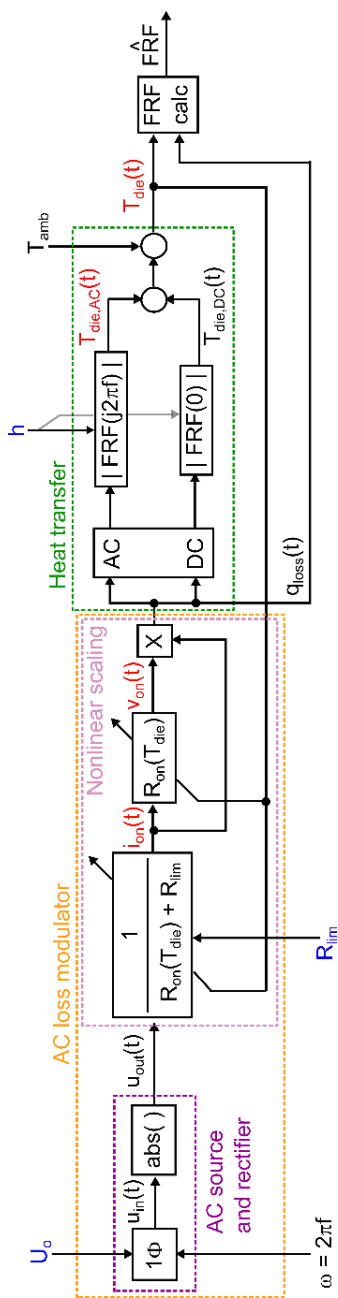 U₀
ω = 2πf
1Φ
u_in(t)
abs( )
AC source
and rectifier
AC loss modulator
u_out(t)
1
R_on(T_die) + R_lim
R_lim
i_on(t)
Nonlinear scaling
R_on(T_die)
v_on(t)
X
Heat transfer
AC
DC
q_loss(t)
h
| FRF(j2πf) |
| FRF(0) |
T_die,AC(t)
T_die,DC(t)
T_amb
T_die(t)
FRF
calc
FR̂F